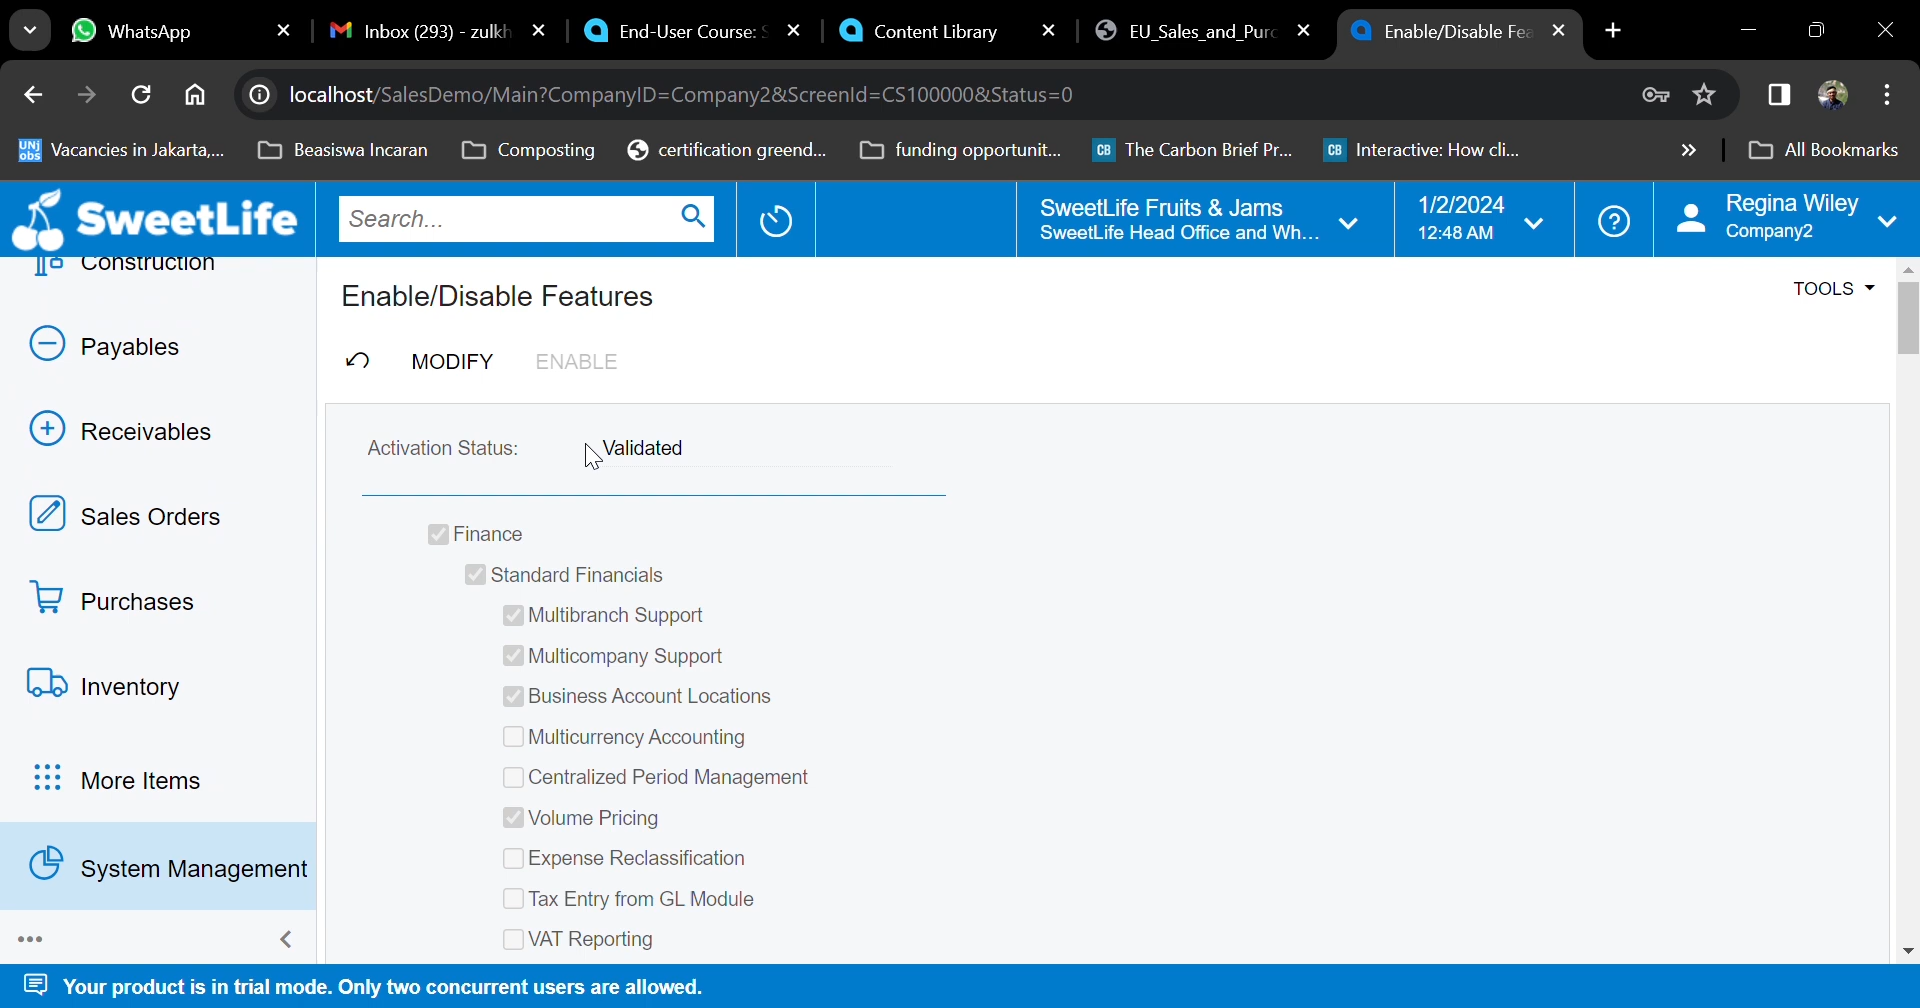 WhatsApp
Inbox (293) - zulkh
End-User Course: S
Content Library
EU_Sales_and_Purc
Enable/Disable Fea
localhost/SalesDemo/Main?CompanyID=Company2&ScreenId=CS100000&Status=0
UNj obs
Vacancies in Jakarta,...
Beasiswa Incaran
Composting
certification greend...
funding opportunit...
CB The Carbon Brief Pr...
CB Interactive: How cli...
All Bookmarks
SweetLife
Search...
SweetLife Fruits & Jams
SweetLife Head Office and Wh...
1/2/2024
12:48 AM
Regina Wiley
Company2
Construction
Payables
Receivables
Sales Orders
Purchases
Inventory
More Items
System Management
Enable/Disable Features
TOOLS
MODIFY ENABLE
Activation Status: Validated
Finance
Standard Financials
Multibranch Support
Multicompany Support
Business Account Locations
Multicurrency Accounting
Centralized Period Management
Volume Pricing
Expense Reclassification
Tax Entry from GL Module
VAT Reporting
Your product is in trial mode. Only two concurrent users are allowed.